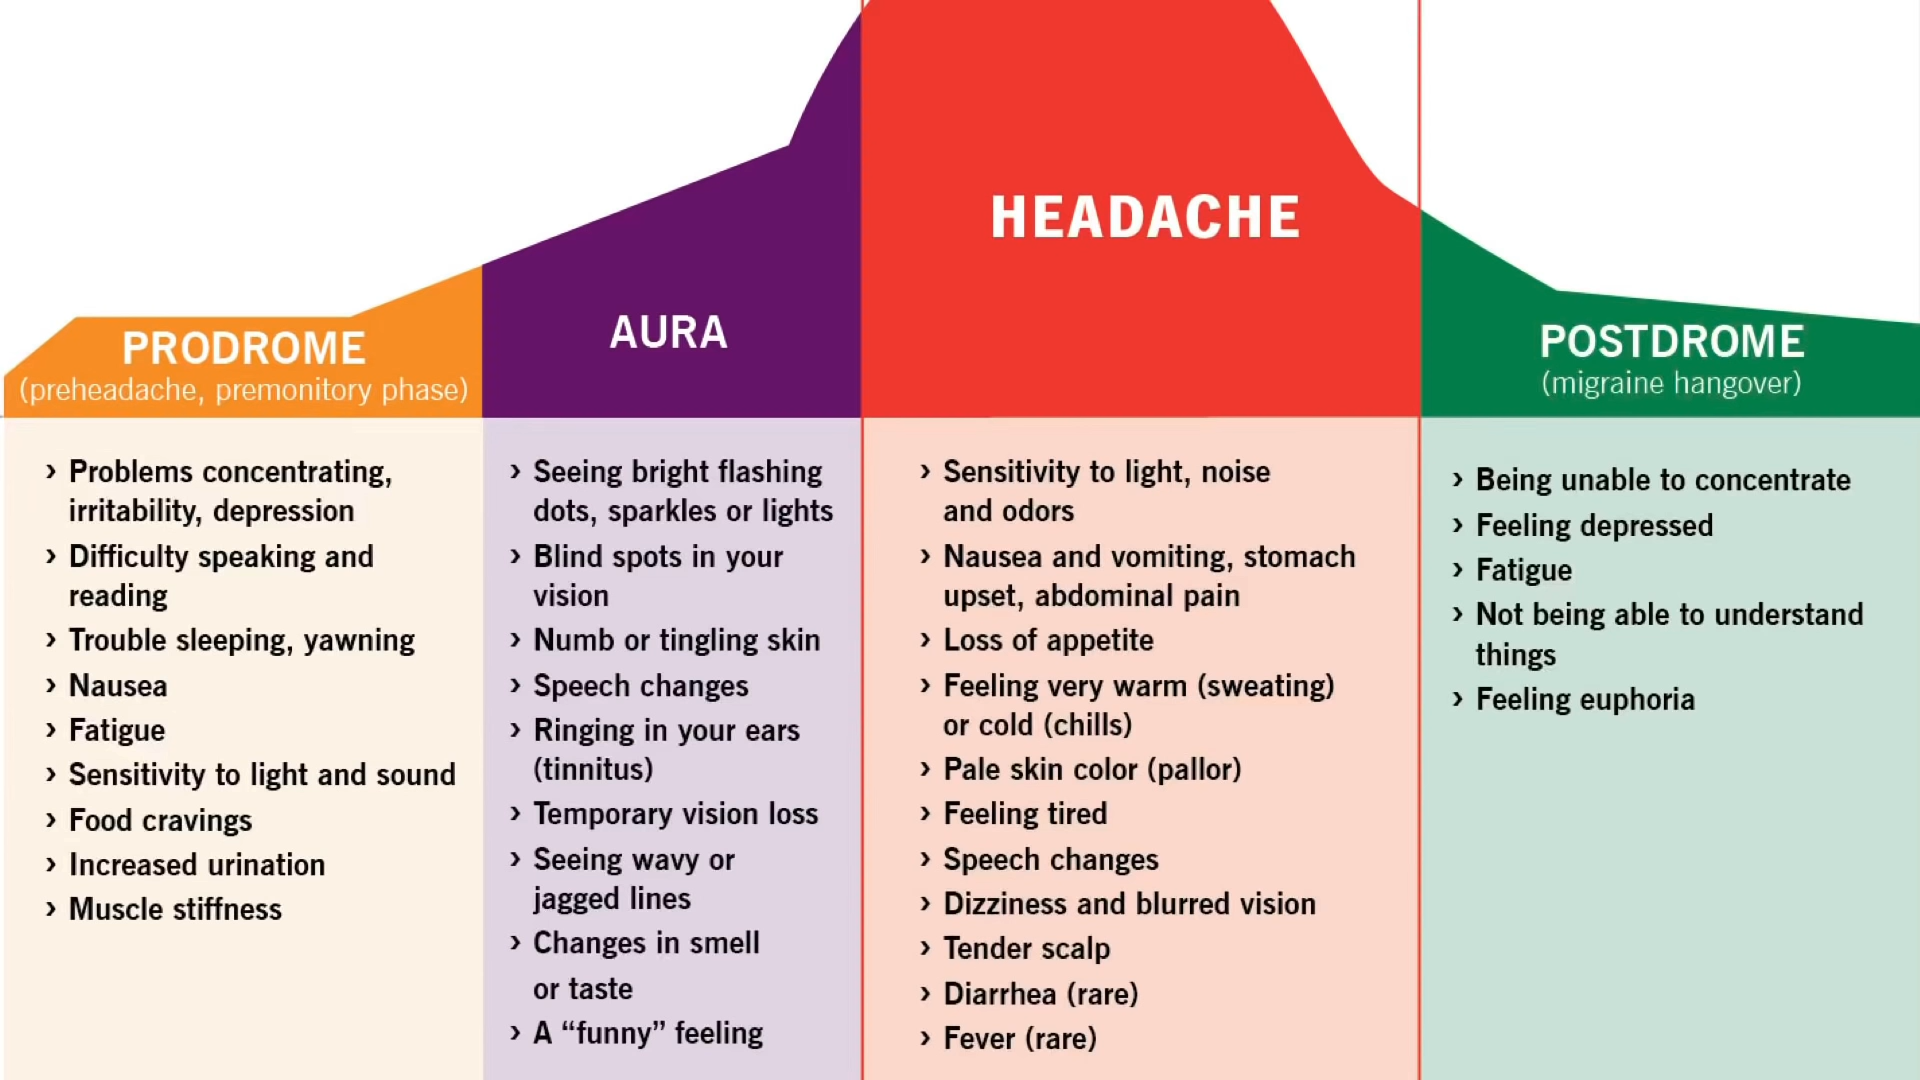 PRODROME
(preheadache, premonitory phase)
› Problems concentrating,
irritability, depression
› Difficulty speaking and
reading
› Trouble sleeping, yawning
› Nausea
› Fatigue
› Sensitivity to light and sound
› Food cravings
› Increased urination
› Muscle stiffness
AURA
› Seeing bright flashing
dots, sparkles or lights
› Blind spots in your
vision
› Numb or tingling skin
› Speech changes
› Ringing in your ears
(tinnitus)
› Temporary vision loss
› Seeing wavy or
jagged lines
› Changes in smell
or taste
› A “funny” feeling
HEADACHE
› Sensitivity to light, noise
and odors
› Nausea and vomiting, stomach
upset, abdominal pain
› Loss of appetite
› Feeling very warm (sweating)
or cold (chills)
› Pale skin color (pallor)
› Feeling tired
› Speech changes
› Dizziness and blurred vision
› Tender scalp
› Diarrhea (rare)
› Fever (rare)
POSTDROME
(migraine hangover)
› Being unable to concentrate
› Feeling depressed
› Fatigue
› Not being able to understand
things
› Feeling euphoria